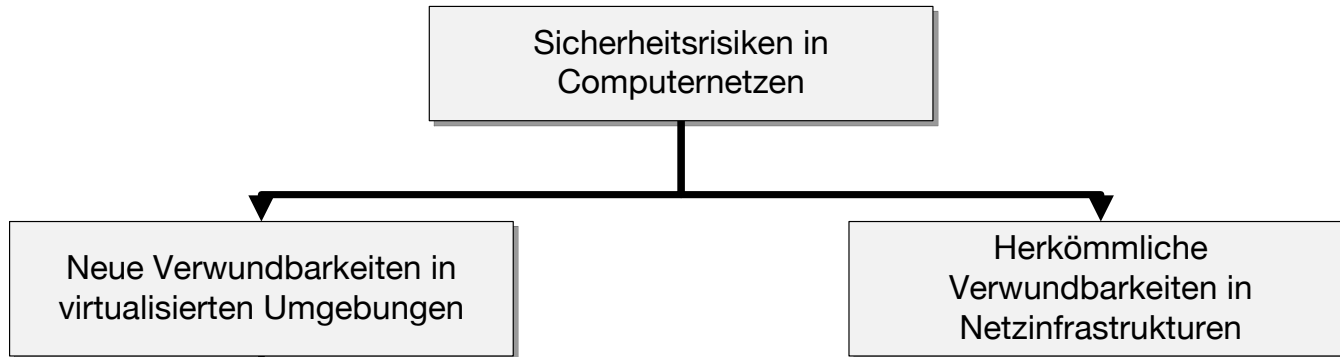 Sicherheitsrisiken in
Computernetzen
Neue Verwundbarkeiten in
virtualisierten Umgebungen
Herkömmliche
Verwundbarkeiten in
Netzinfrastrukturen